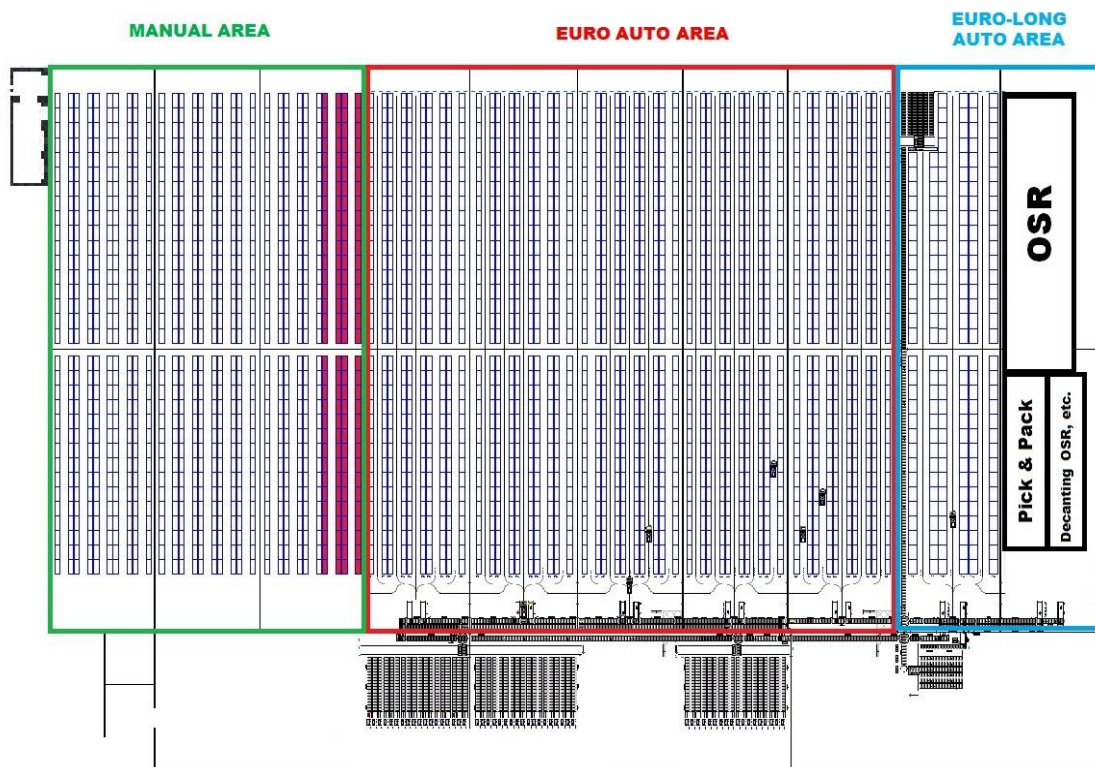 MANUAL AREA
EURO AUTO AREA
EURO-LONG
AUTO AREA
OSR
Pick & Pack
Decanting OSR, etc.